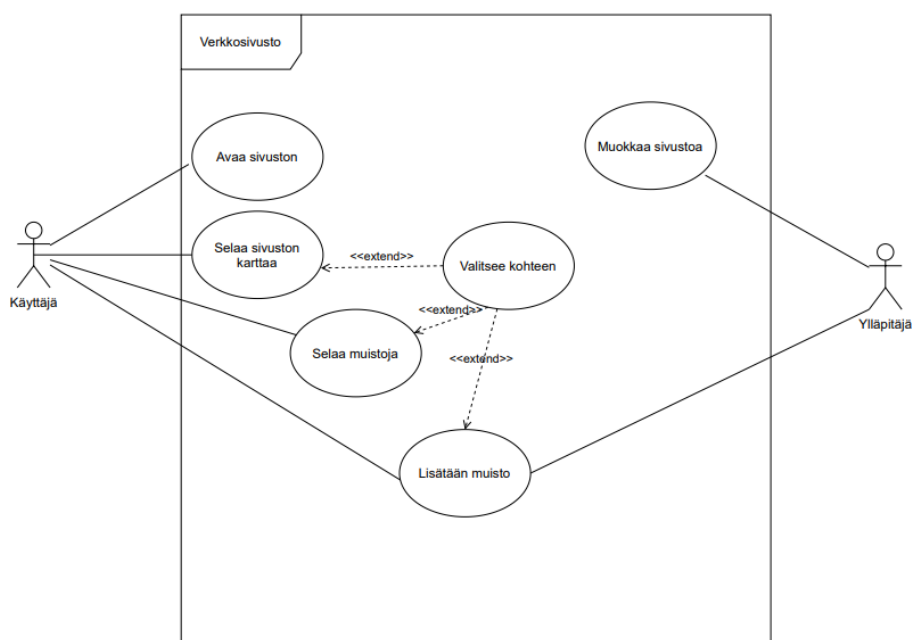 Verkkosivusto
Avaa sivuston
Muokkaa sivustoa
Selaa sivuston
karttaa
<<extend>>
Valitsee kohteen
Käyttäjä
<<extend>>
Ylläpitäjä
Selaa muistoja
<<extend>>
Lisätään muisto